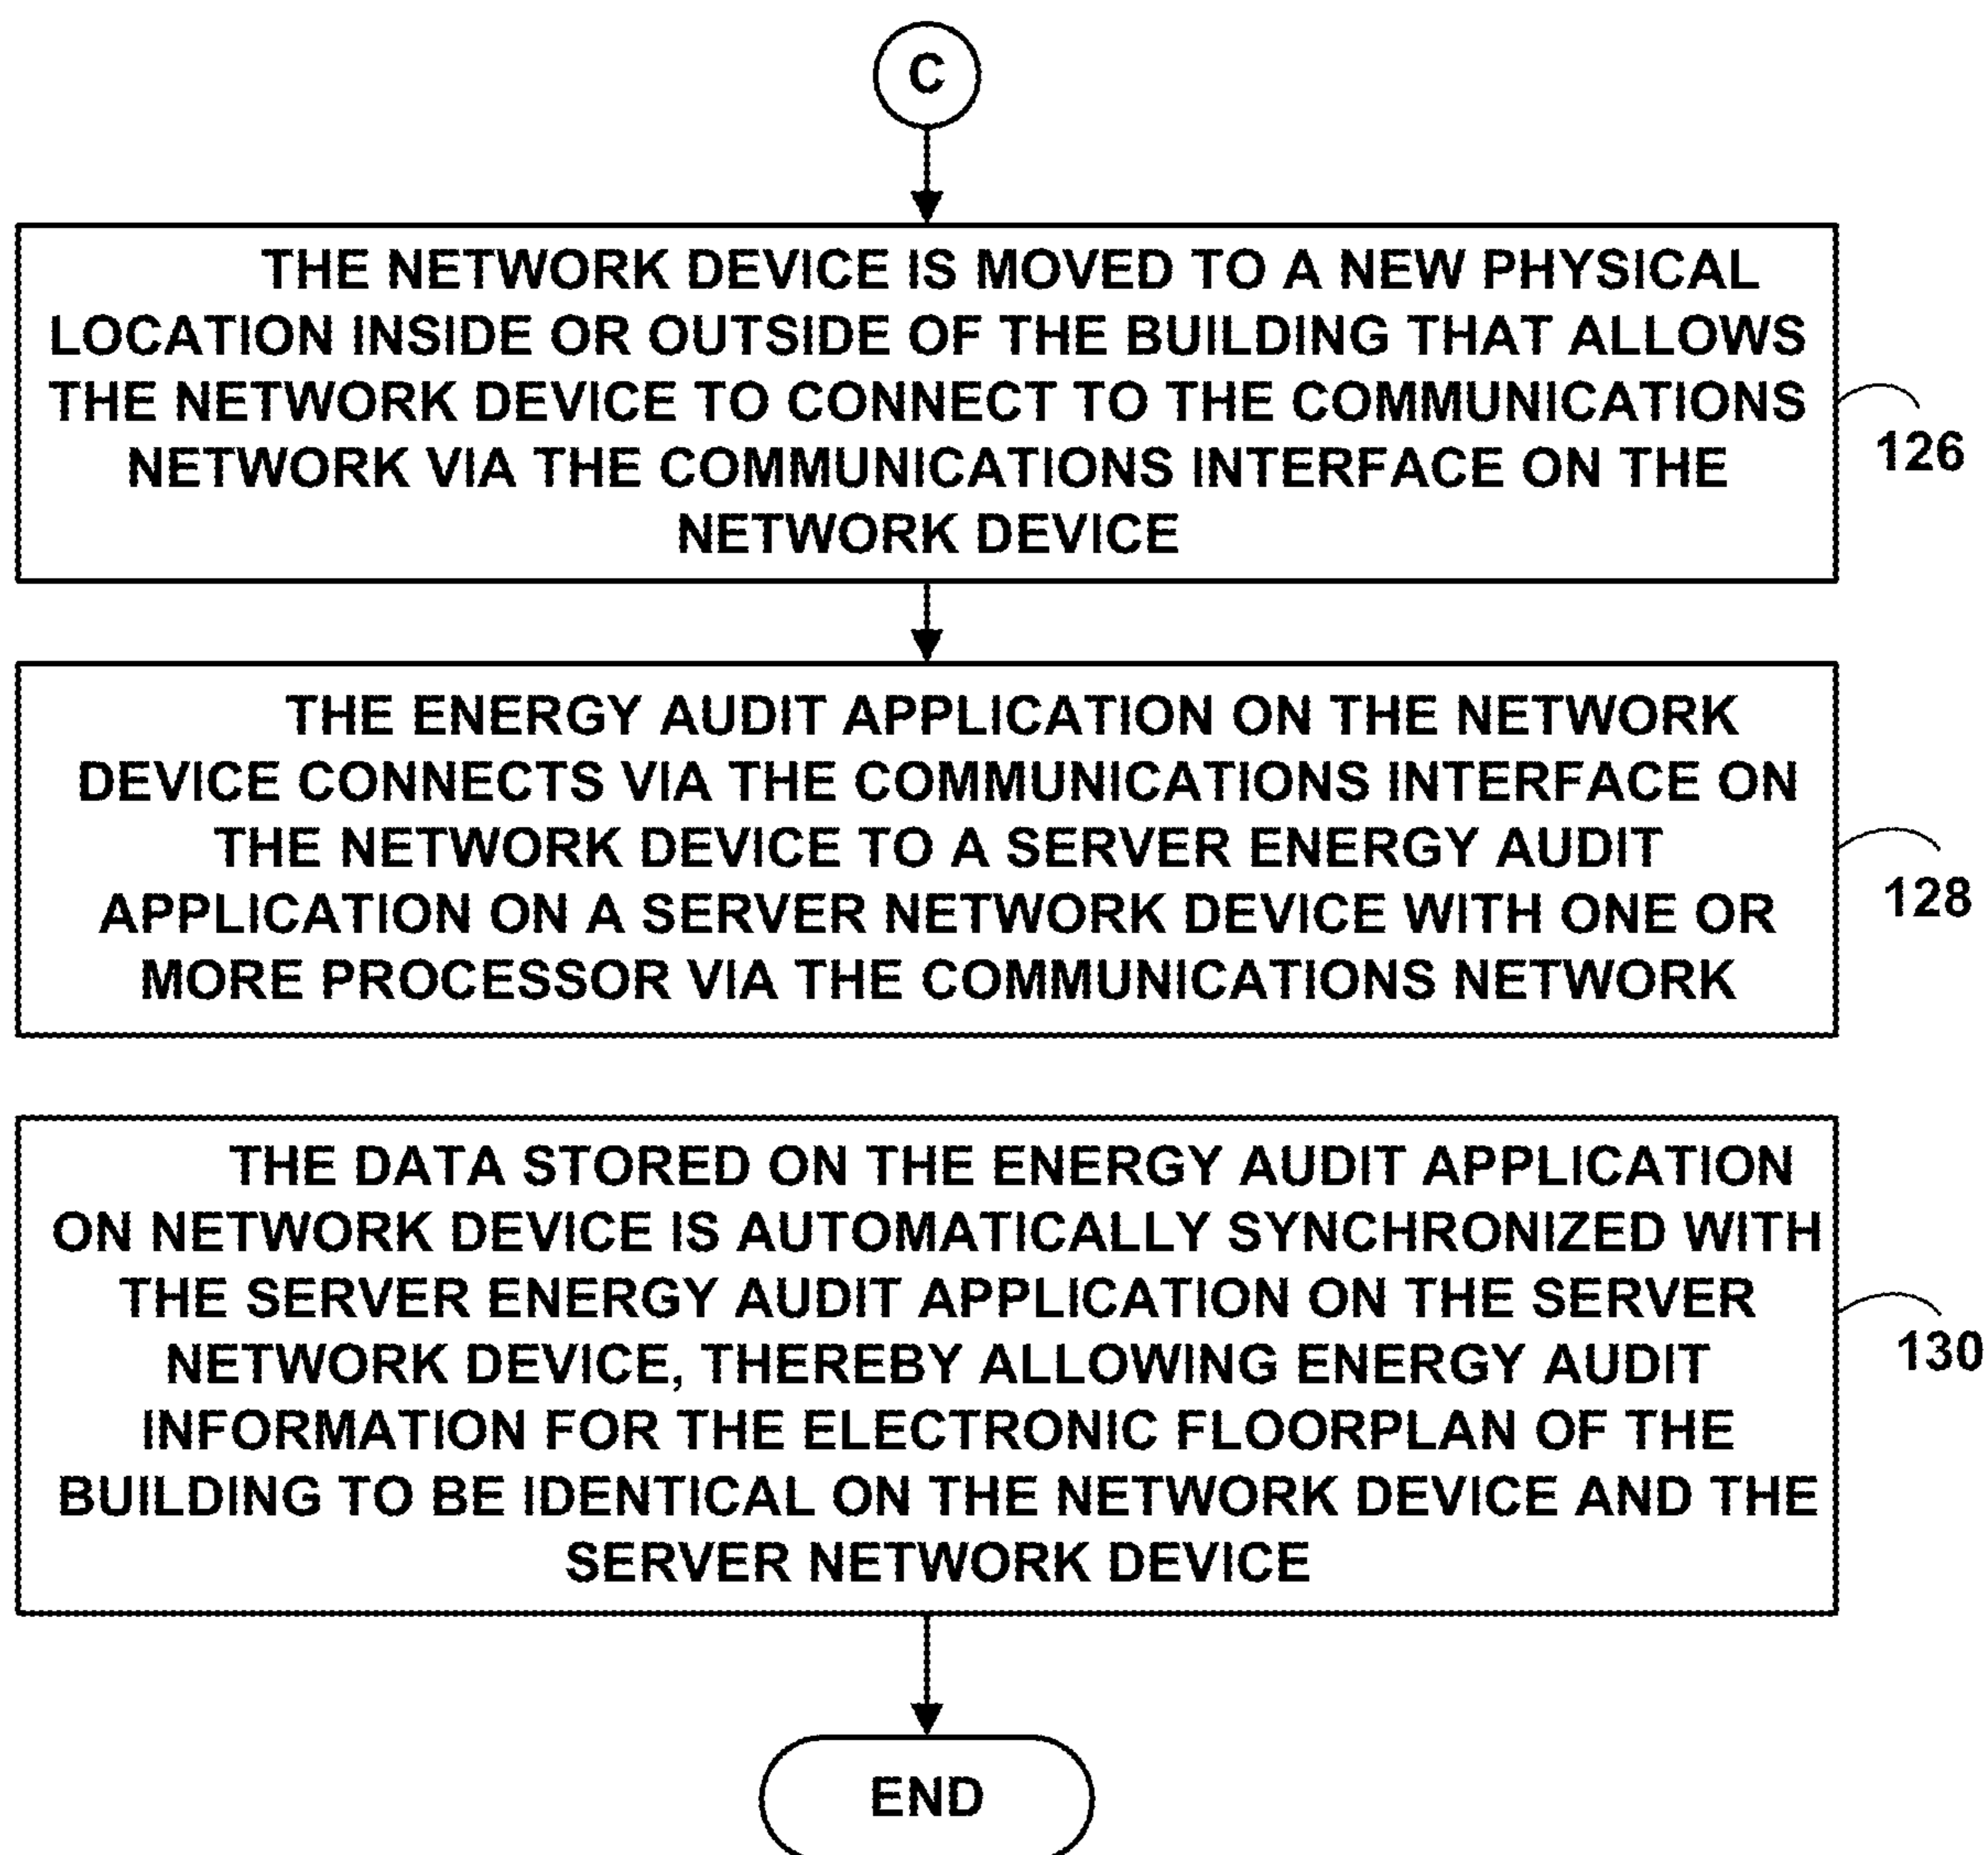 C
THE NETWORK DEVICE IS MOVED TO A NEW PHYSICAL
LOCATION INSIDE OR OUTSIDE OF THE BUILDING THAT ALLOWS
THE NETWORK DEVICE TO CONNECT TO THE COMMUNICATIONS
NETWORK VIA THE COMMUNICATIONS INTERFACE ON THE
NETWORK DEVICE
126
THE ENERGY AUDIT APPLICATION ON THE NETWORK
DEVICE CONNECTS VIA THE COMMUNICATIONS INTERFACE ON
THE NETWORK DEVICE TO A SERVER ENERGY AUDIT
APPLICATION ON A SERVER NETWORK DEVICE WITH ONE OR
MORE PROCESSOR VIA THE COMMUNICATIONS NETWORK
128
THE DATA STORED ON THE ENERGY AUDIT APPLICATION
ON NETWORK DEVICE IS AUTOMATICALLY SYNCHRONIZED WITH
THE SERVER ENERGY AUDIT APPLICATION ON THE SERVER
NETWORK DEVICE, THEREBY ALLOWING ENERGY AUDIT
INFORMATION FOR THE ELECTRONIC FLOORPLAN OF THE
BUILDING TO BE IDENTICAL ON THE NETWORK DEVICE AND THE
SERVER NETWORK DEVICE
130
END